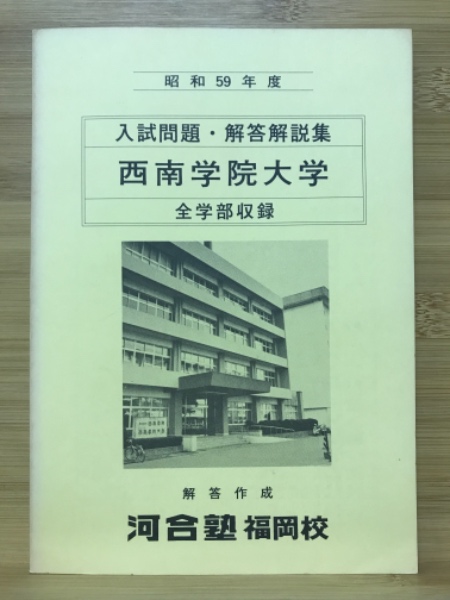 昭和59年度
入試問題・解答解説集
西南学院大学
全学部収録
解答作成
河合塾 福岡校